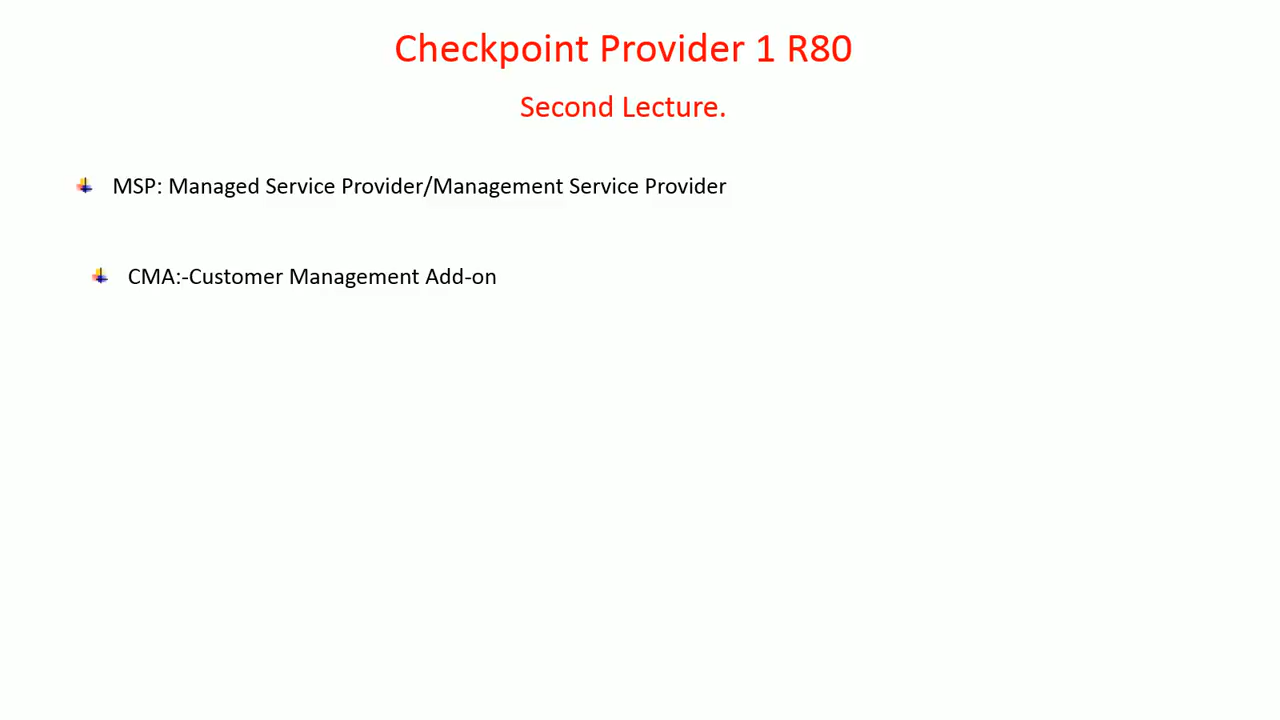 Checkpoint Provider 1 R80
Second Lecture.
MSP: Managed Service Provider/Management Service Provider
CMA:-Customer Management Add-on